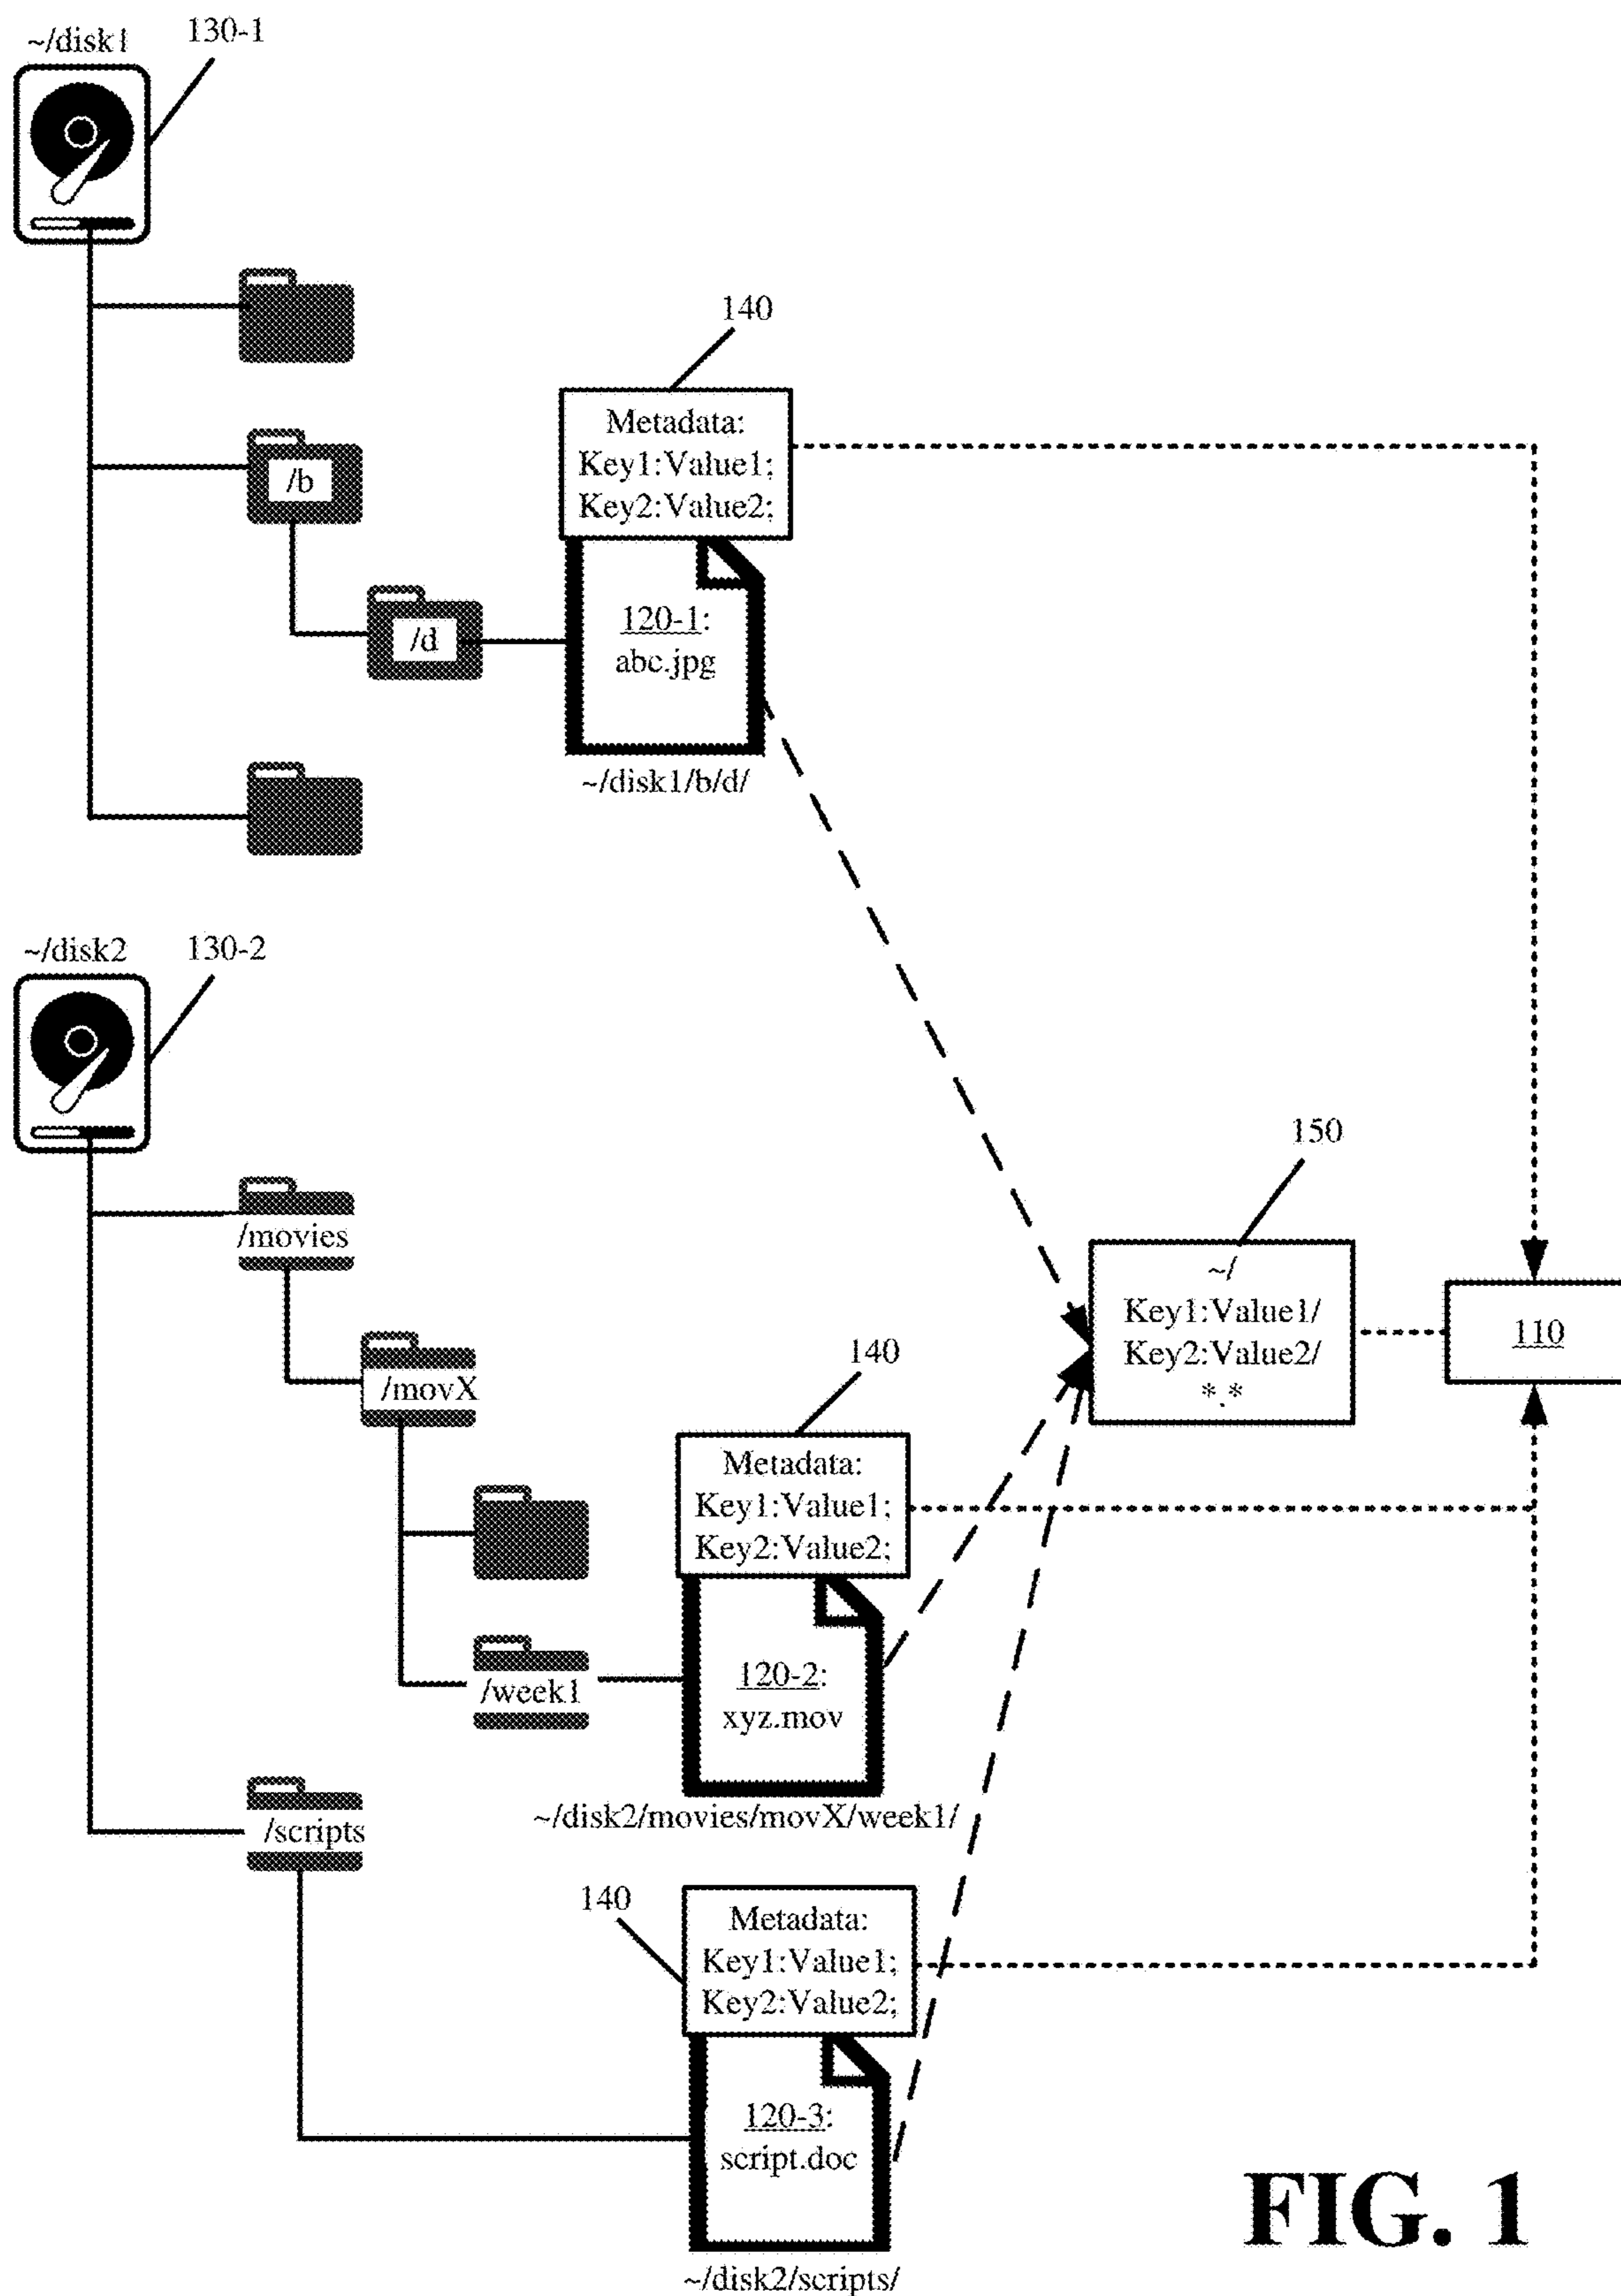 ~/disk1
130-1
140
Metadata:
Key1:Value1;
Key2:Value2;
/b
/d
120-1:
abc.jpg
~/disk1/b/d/
~/disk2
130-2
150
~/
Key1:Value1/
Key2:Value2/
*.*
110
/movies
/movX
140
Metadata:
Key1:Value1;
Key2:Value2;
/week1
120-2:
xyz.mov
~/disk2/movies/movX/week1/
/scripts
140
Metadata:
Key1:Value1;
Key2:Value2;
120-3:
script.doc
~/disk2/scripts/
FIG. 1